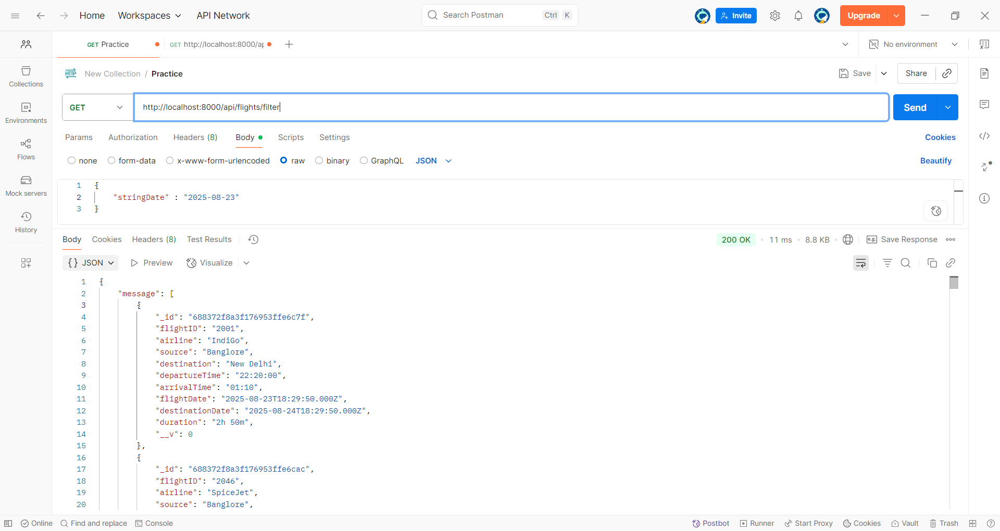 Home Workspaces API Network Search Postman Ctrl K Invite Upgrade
GET Practice GET http://localhost:8000/ap No environment
HTTP New Collection / Practice Save Share
GET http://localhost:8000/api/flights/filter Send
Params Authorization Headers (8) Body Scripts Settings Cookies
none form-data x-www-form-urlencoded raw binary GraphQL JSON Beautify
1 {
2 "stringDate" : "2025-08-23"
3 }
Collections
Environments
Flows
Mock servers
History
Body Cookies Headers (8) Test Results 200 OK 11 ms 8.8 KB e.g. Save Response
{} JSON Preview Visualize
1 {
2 "message": [
3 {
4 "_id": "688372f8a3f176953ffe6c7f",
5 "flightID": "2001",
6 "airline": "IndiGo",
7 "source": "Banglore",
8 "destination": "New Delhi",
9 "departureTime": "22:20:00",
10 "arrivalTime": "01:10",
11 "flightDate": "2025-08-23T18:29:50.000Z",
12 "destinationDate": "2025-08-24T18:29:50.000Z",
13 "duration": "2h 50m",
14 "__v": 0
15 },
16 {
17 "_id": "688372f8a3f176953ffe6cac",
18 "flightID": "2046",
19 "airline": "SpiceJet",
20 "source": "Banglore",
Online Find and replace Console Postbot Runner Start Proxy Cookies Vault Trash